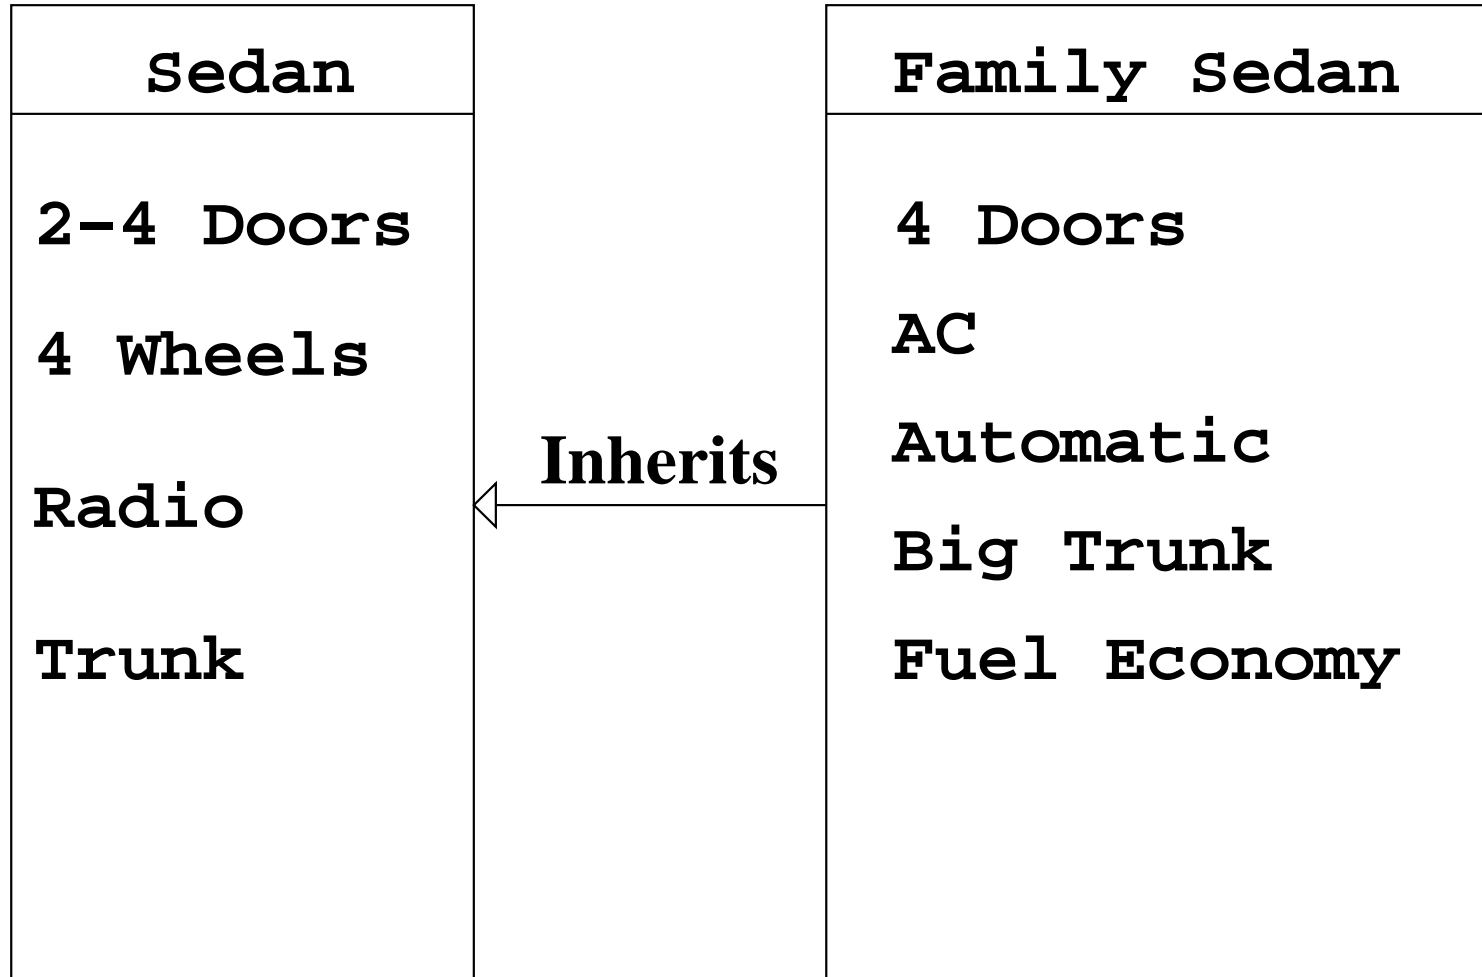 Sedan
2-4 Doors
4 Wheels
Radio
Trunk
Inherits
Family Sedan
4 Doors
AC
Automatic
Big Trunk
Fuel Economy